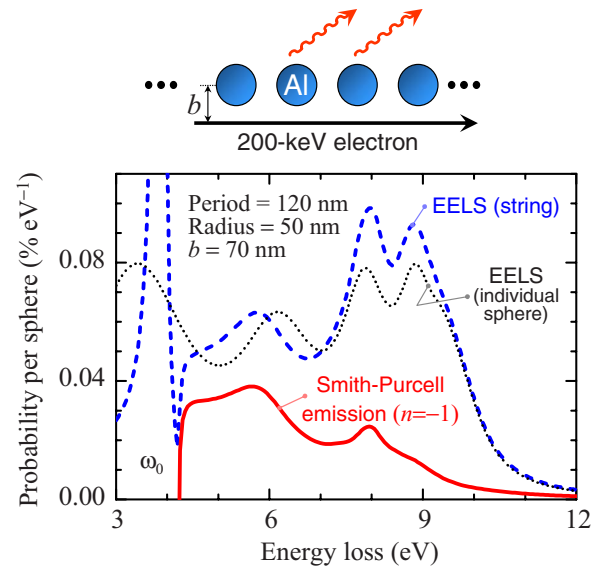 Al
b
200-keV electron
Probability per sphere (% eV⁻¹)
0.08
0.04
0.00
Period = 120 nm
Radius = 50 nm
b = 70 nm
EELS (string)
EELS
(individual
sphere)
Smith-Purcell
emission (n=−1)
ω₀
3
6
9
12
Energy loss (eV)